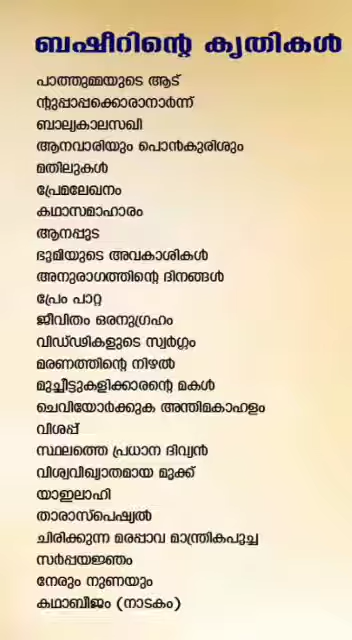 ബഷീറിന്റെ കൃതികൾ
പാത്തുമ്മയുടെ ആട്
ന്റുപ്പാപ്പക്കൊരാനാർന്ന്
ബാല്യകാലസഖി
ആനവാരിയും പൊൻകുരിശും
മതിലുകൾ
പ്രേമലേഖനം
കഥാസമാഹാരം
ആനപ്പൂട
ഭൂമിയുടെ അവകാശികൾ
അനുരാഗത്തിന്റെ ദിനങ്ങൾ
പ്രേം പാറ്റ
ജീവിതം ഒരനുഗ്രഹം
വിഡ്ഢികളുടെ സ്വർഗ്ഗം
മരണത്തിന്റെ നിഴൽ
മുച്ചീട്ടുകളിക്കാരന്റെ മകൾ
ചെവിയോർക്കുക അന്തിമകാഹളം
വിശപ്പ്
സ്ഥലത്തെ പ്രധാന ദിവ്യൻ
വിശ്വവിഖ്യാതമായ മൂക്ക്
യാഇലാഹി
താരാസ്പെഷ്യൽ
ചിരിക്കുന്ന മരപ്പാവ മാന്ത്രികപൂച്ച
സർപ്പയജ്ഞം
നേരും നുണയും
കഥാബീജം (നാടകം)